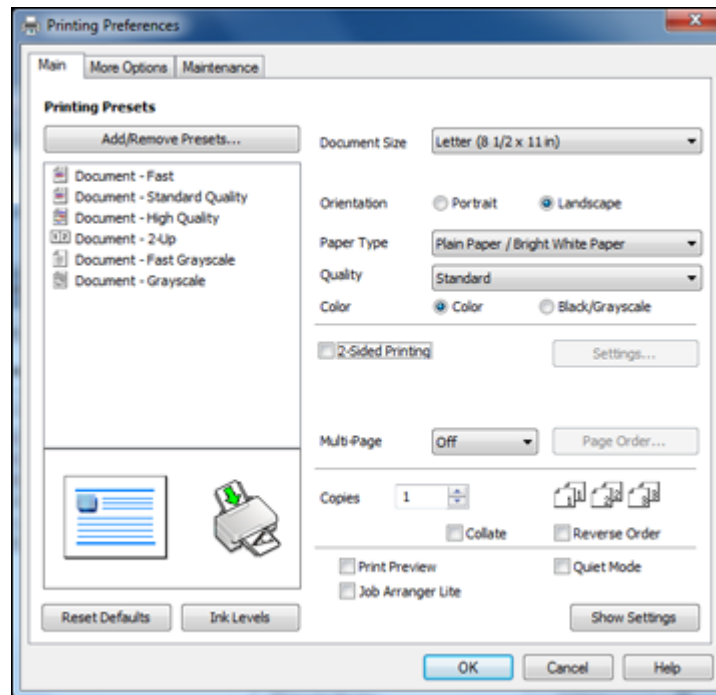 Printing Preferences
Main More Options Maintenance
Printing Presets
Add/Remove Presets...
Document - Fast
Document - Standard Quality
Document - High Quality
Document - 2-Up
Document - Fast Grayscale
Document - Grayscale
Reset Defaults Ink Levels
Document Size Letter (8 1/2 x 11 in)
Orientation Portrait Landscape
Paper Type Plain Paper / Bright White Paper
Quality Standard
Color Color Black/Grayscale
2-Sided Printing Settings...
Multi-Page Off Page Order...
Copies 1
Collate Reverse Order
Print Preview Quiet Mode
Job Arranger Lite
Show Settings
OK Cancel Help